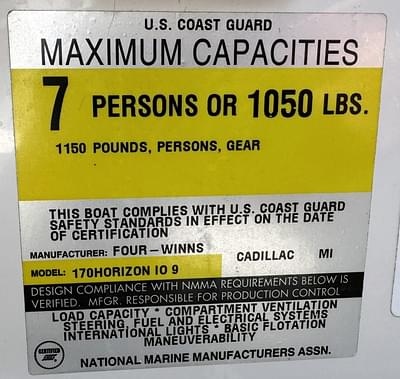 U.S. COAST GUARD
MAXIMUM CAPACITIES
7 PERSONS OR 1050 LBS.
1150 POUNDS, PERSONS, GEAR
THIS BOAT COMPLIES WITH U.S. COAST GUARD
SAFETY STANDARDS IN EFFECT ON THE DATE
OF CERTIFICATION
MANUFACTURER: FOUR-WINNS CADILLAC MI
MODEL: 170HORIZON IO 9
DESIGN COMPLIANCE WITH NMMA REQUIREMENTS BELOW IS
VERIFIED. MFGR. RESPONSIBLE FOR PRODUCTION CONTROL
LOAD CAPACITY * COMPARTMENT VENTILATION
STEERING, FUEL AND ELECTRICAL SYSTEMS
INTERNATIONAL LIGHTS * BASIC FLOTATION
MANEUVERABILITY
CERTIFIED
NATIONAL MARINE MANUFACTURERS ASSN.